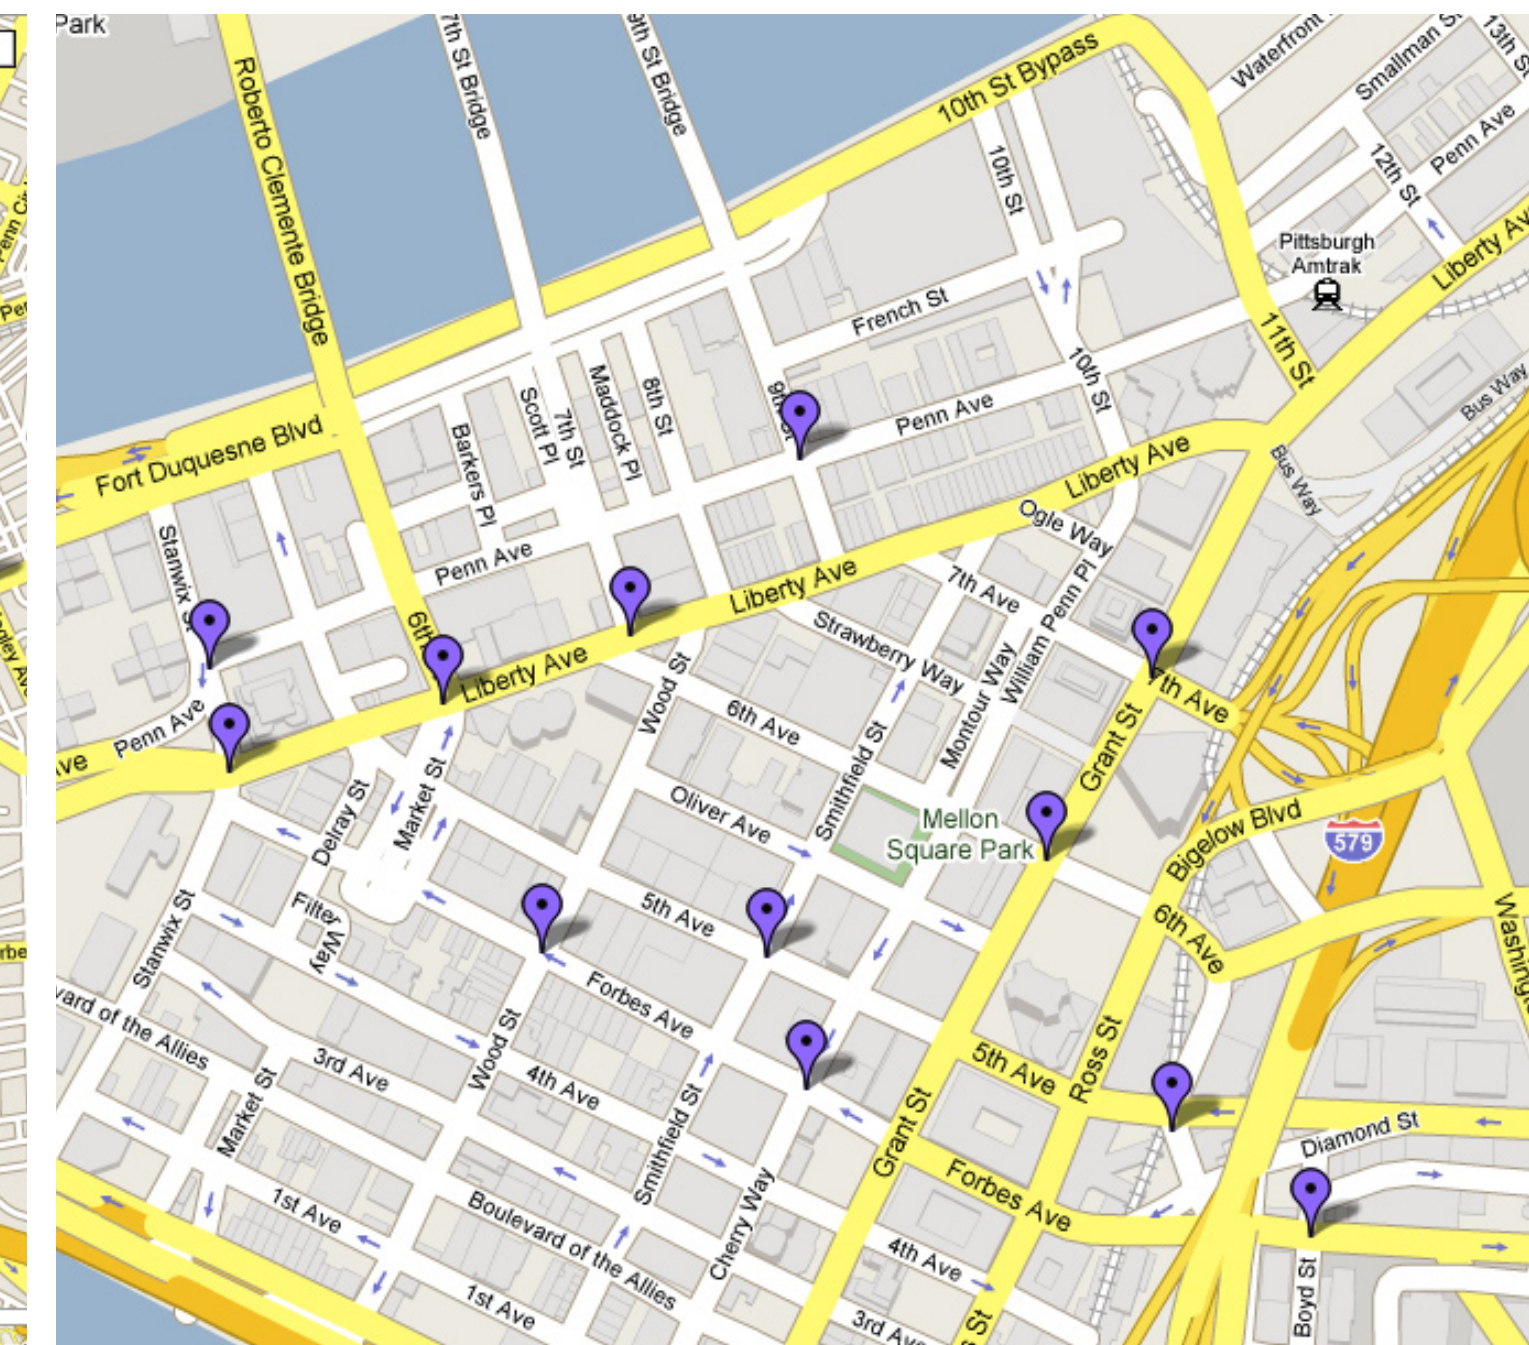 Park
Roberto Clemente Bridge
7th St Bridge
9th St Bridge
10th St Bypass
Waterfront
Smallman St
13th St
Penn Ave
12th St
10th St
Pittsburgh
Amtrak
Liberty Av
French St
11th St
Bus Way
10th St
Penn Ave
Maddock Pl
8th St
Scott Pl
7th St
Barkers Pl
Fort Duquesne Blvd
Liberty Ave
Bus Way
Ogle Way
Stanwix St
Penn Ave
7th Ave
William Penn Pl
Liberty Ave
Strawberry Way
Liberty Ave
Wood St
Montour Way
7th Ave
Penn Ave
6th Ave
Smithfield St
Grant St
Ave
Market St
Delray St
Oliver Ave
Mellon
Square Park
Bigelow Blvd
579
5th Ave
6th Ave
Filter
Way
Stanwix St
Forbes Ave
vard of the Allies
3rd Ave
Wood St
4th Ave
5th Ave
Ross St
Market St
Smithfield St
Grant St
Diamond St
1st Ave
Boulevard of the Allies
Cherry Way
Forbes Ave
4th Ave
1st Ave
3rd Ave
Boyd St